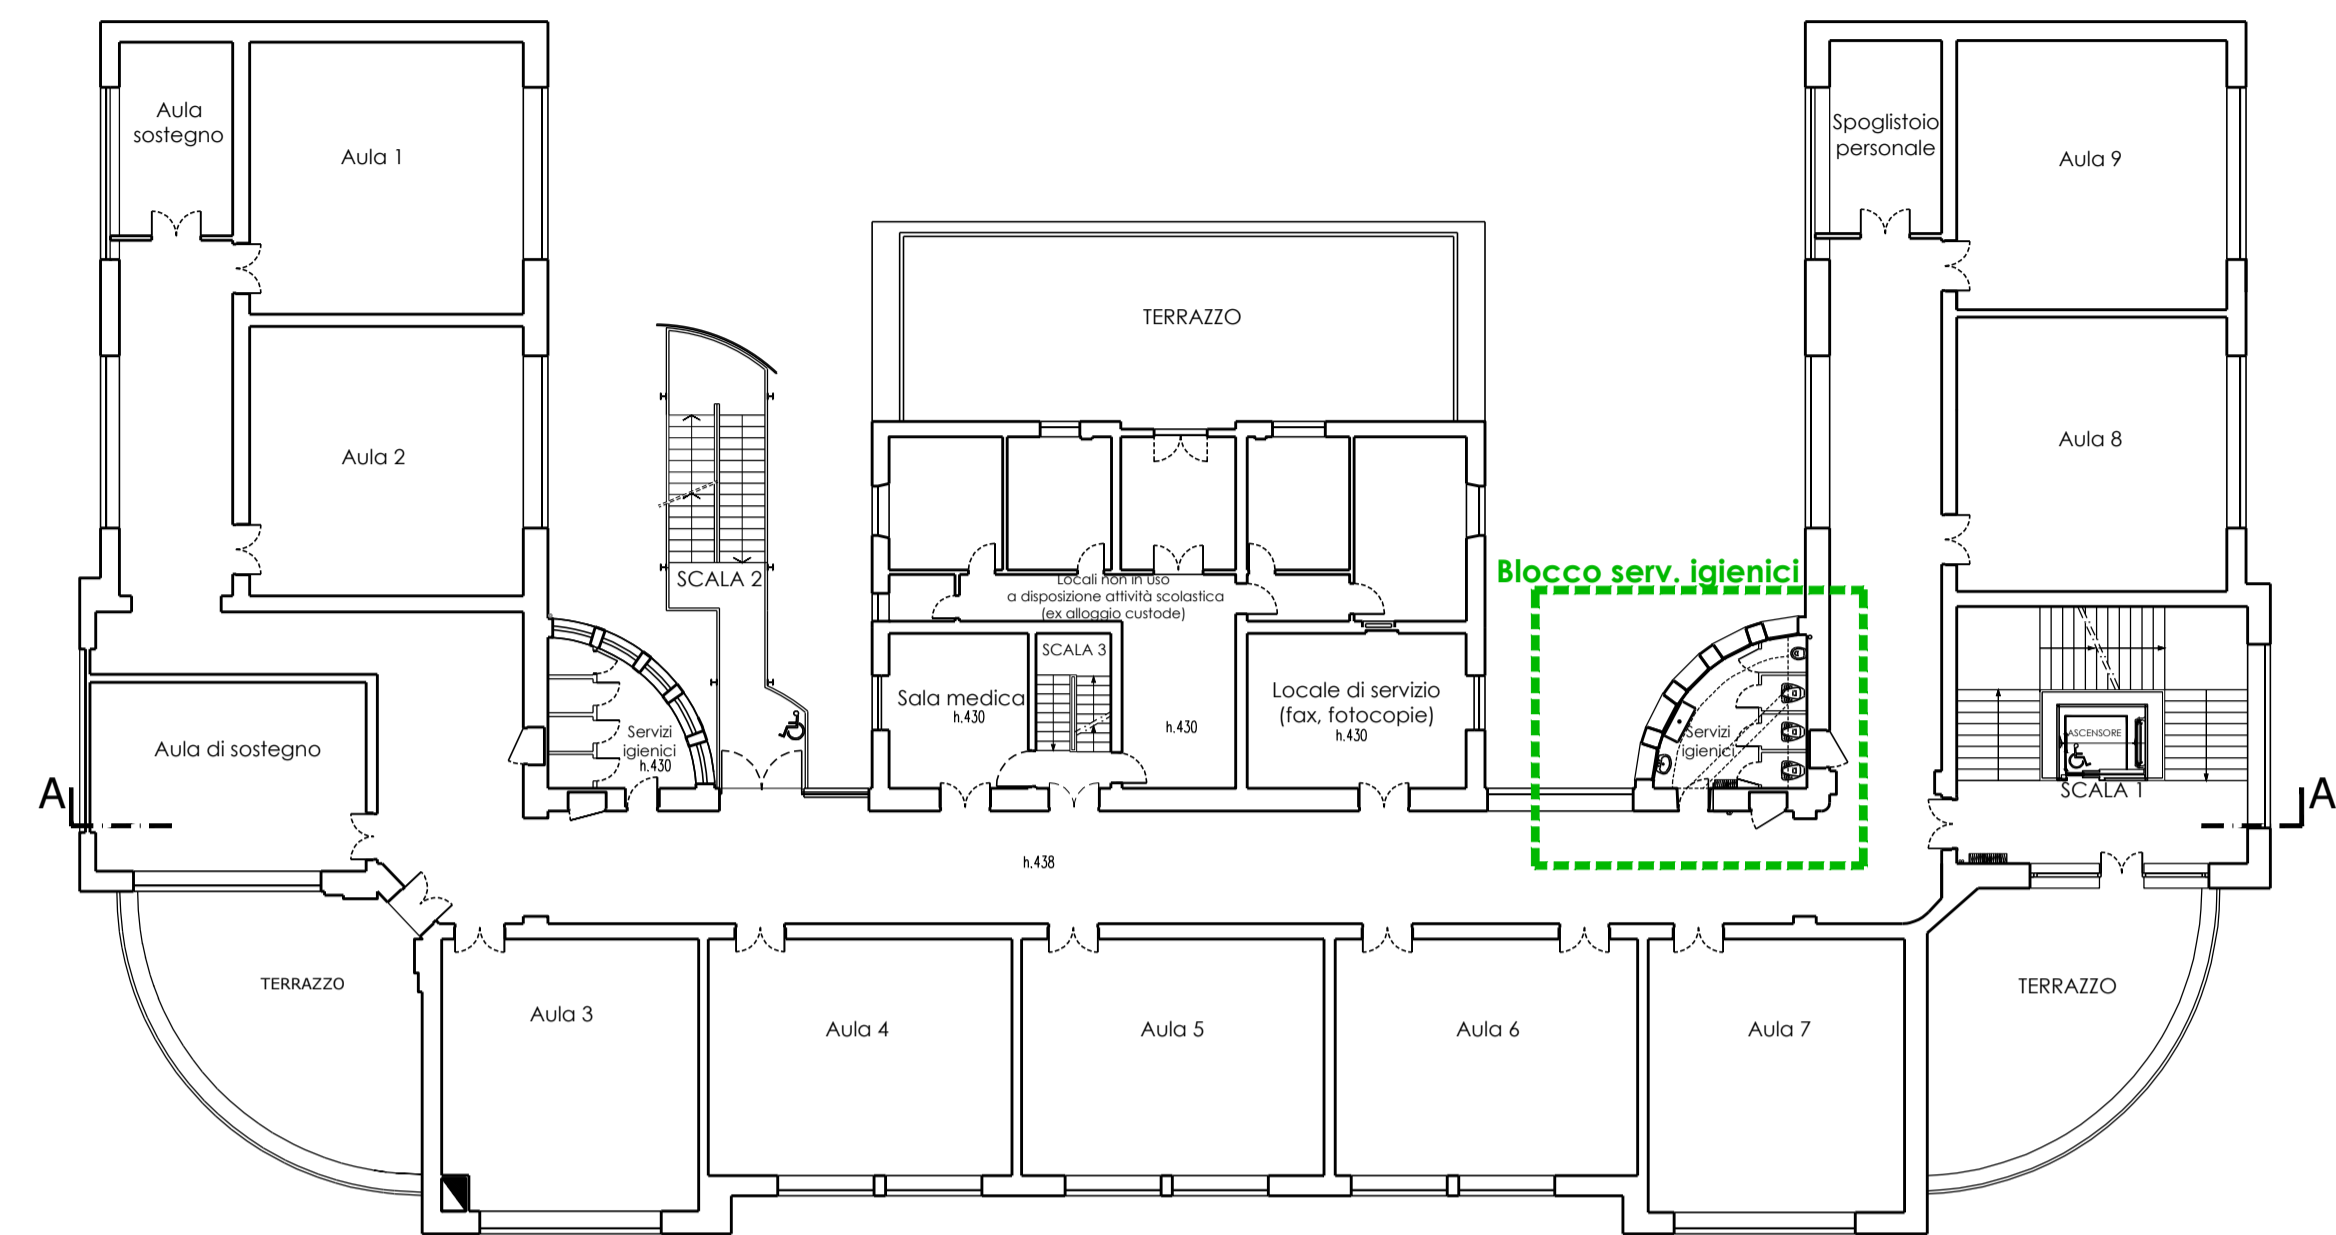 Aula
sostegno
Aula 1
Spoglistoio
personale
Aula 9
TERRAZZO
Aula 2
Aula 8
SCALA 2
Blocco serv. igienici
Locali non in uso
a disposizione attività scolastica
(ex alloggio custode)
SCALA 3
Sala medica
h.430
Locale di servizio
(fax, fotocopie)
h.430
h.430
Servizi
igienici
h.430
Servizi
igienici
Aula di sostegno
ASCENSORE
SCALA 1
A
A
h.438
TERRAZZO
TERRAZZO
Aula 3
Aula 4
Aula 5
Aula 6
Aula 7